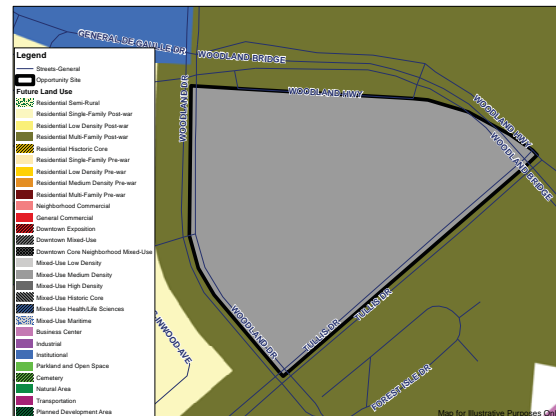 GENERAL DE GAULLE DR
WOODLAND BRIDGE
WOODLAND DR
WOODLAND HWY
WOODLAND HWY
WOODLAND BRIDGE
Legend
Streets-General
Opportunity Site
Future Land Use
Residential Semi-Rural
Residential Single-Family Post-war
Residential Low Density Post-war
Residential Multi-Family Post-war
Residential Hisctoric Core
Residential Single-Family Pre-war
Residential Low Density Pre-war
Residential Medium Density Pre-war
Residential Multi-Family Pre-war
Neighborhood Commercial
General Commercial
Downtown Exposition
Downtown Mixed-Use
Downtown Core Neighborhood Mixed-Use
Mixed-Use Low Density
Mixed-Use Medium Density
Mixed-Use High Density
Mixed-Use Historic Core
Mixed-Use Health/Life Sciences
Mixed-Use Maritime
Business Center
Industrial
Institutional
Parkland and Open Space
Cemetery
Natural Area
Transportation
Planned Development Area
INWOOD-AVE
WOODLAND DR
TULLIS DR
TULLIS DR
FOREST ISLE DR
Map for Illustrative Purposes On